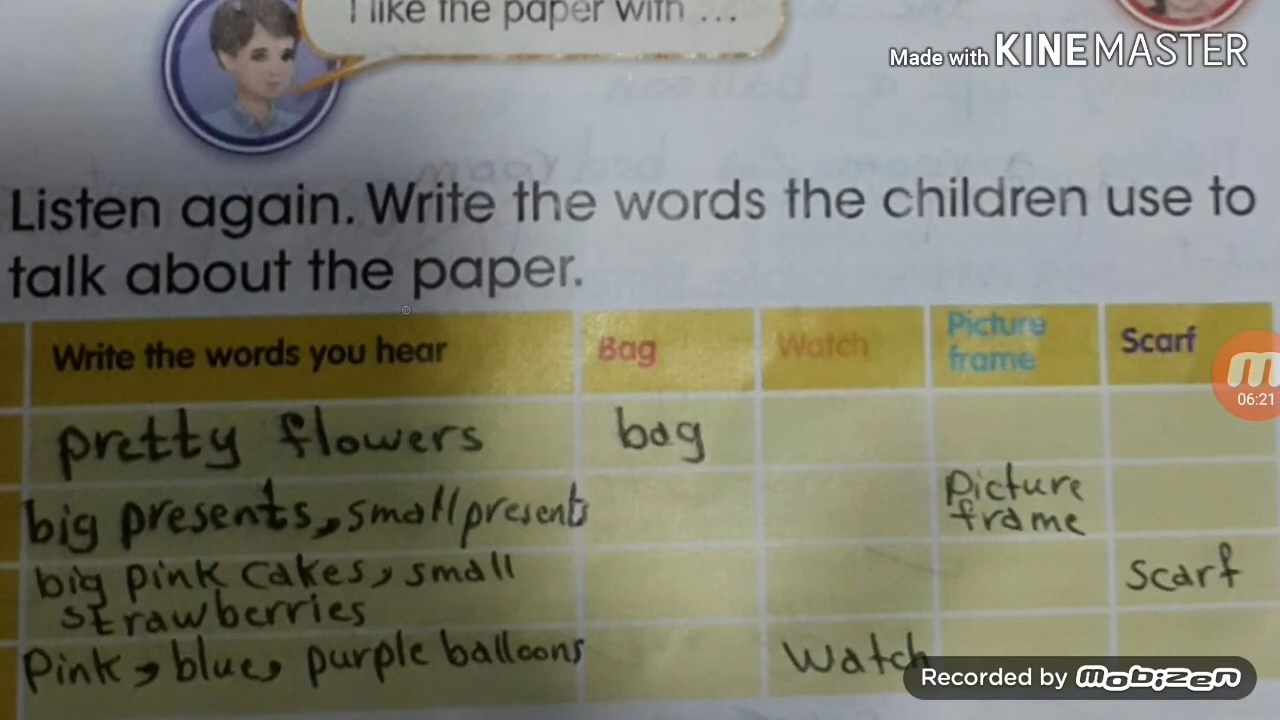 I like the paper with ...
Made with KINEMASTER
Listen again. Write the words the children use to
talk about the paper.
Write the words you hear Bag Watch Picture frame Scarf
pretty flowers bag
big presents, small presents Picture frame
big pink cakes, small
strawberries scarf
Pink, blue, purple balloons Watch
06:21
Recorded by mobizen